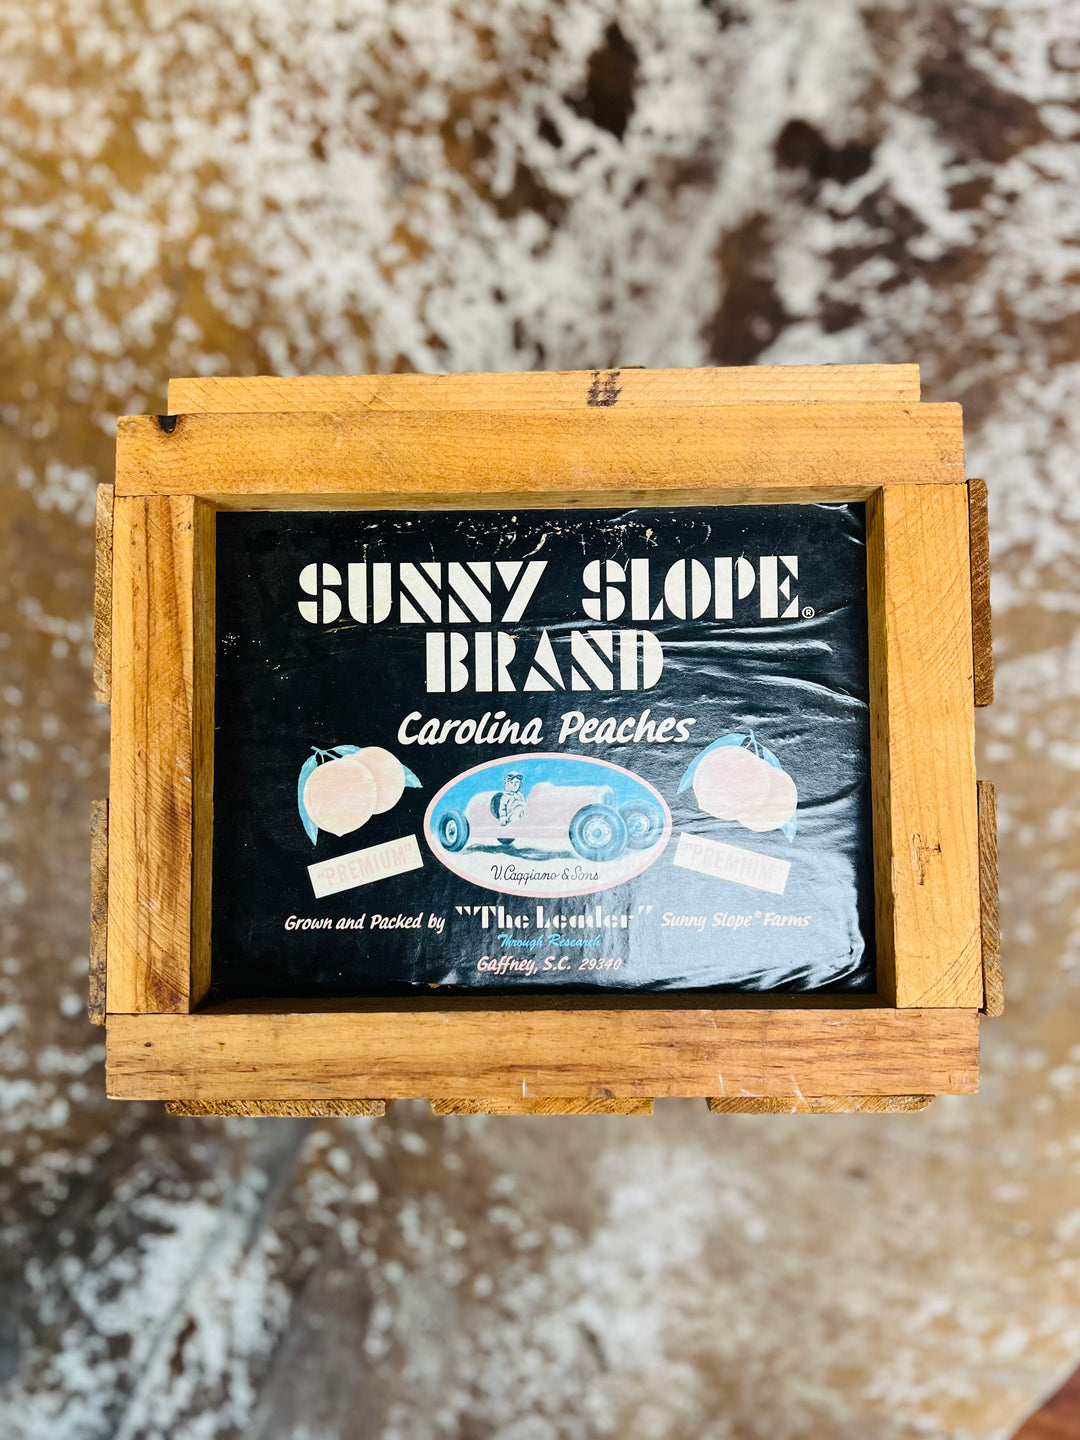 SUNNY SLOPE®
BRAND
Carolina Peaches
"PREMIUM"
"PREMIUM"
V. Caggiano & Sons
Grown and Packed by "The Leader" Sunny Slope® Farms
Through Research
Gaffney, S.C. 29340